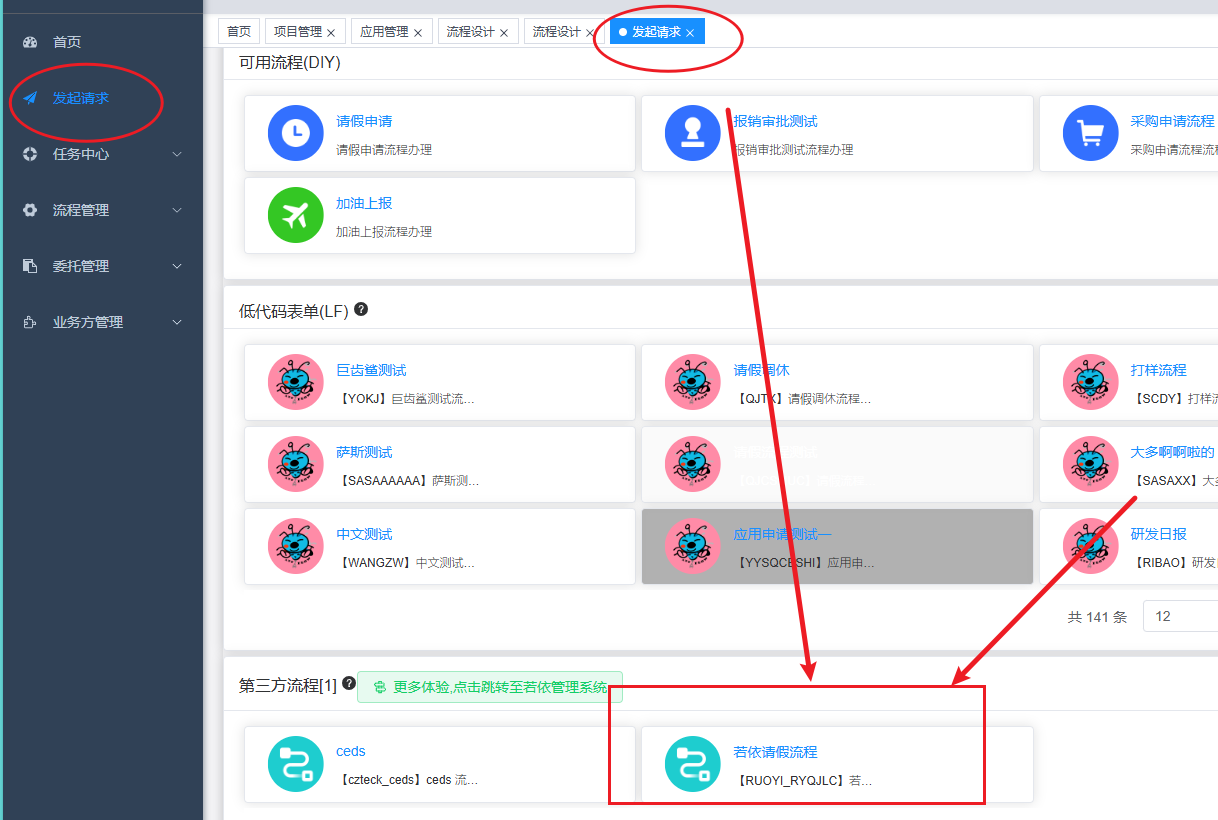 首页
发起请求
任务中心
流程管理
委托管理
业务方管理
首页 项目管理 × 应用管理 × 流程设计 × 流程设计 × 发起请求 ×
可用流程(DIY)
请假申请
请假申请流程办理
报销审批测试
报销审批测试流程办理
采购申请流程
采购申请流程流程
加油上报
加油上报流程办理
低代码表单(LF)
巨齿鲨测试
【YOKJ】巨齿鲨测试流...
请假调休
【QJTX】请假调休流程...
打样流程
【SCDY】打样流
萨斯测试
【SASAAAAAA】萨斯测...
大多啊啊啦的
【SASAXX】大多
中文测试
【WANGZW】中文测试...
应用申请测试一
【YYSQCESHI】应用申...
研发日报
【RIBAO】研发
共 141 条 12
第三方流程[1] 更多体验,点击跳转至若依管理系统
ceds
【czteck_ceds】ceds 流...
若依请假流程
【RUOYI_RYQJLC】若...